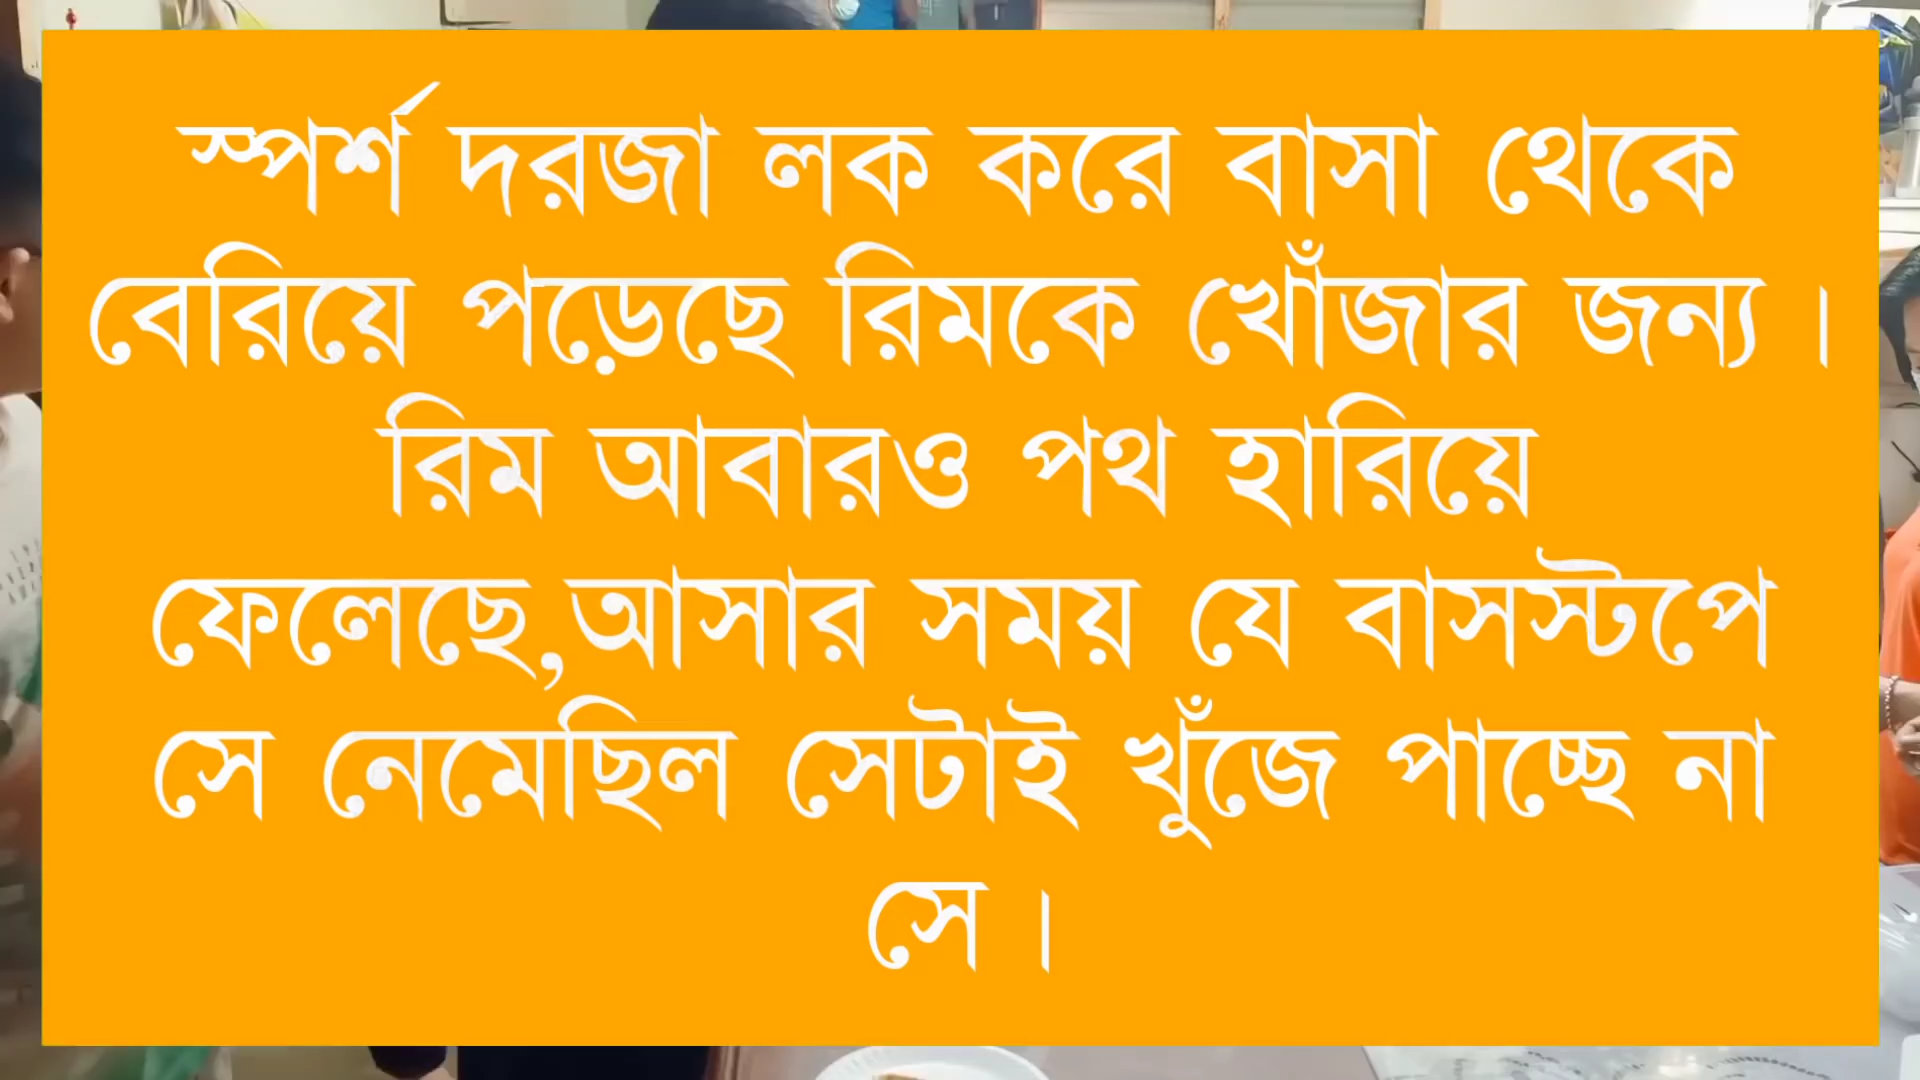 স্পর্শ দরজা লক করে বাসা থেকে
বেরিয়ে পড়েছে রিমকে খোঁজার জন্য ।
রিম আবারও পথ হারিয়ে
ফেলেছে,আসার সময় যে বাসস্টপে
সে নেমেছিল সেটাই খুঁজে পাচ্ছে না
সে ।